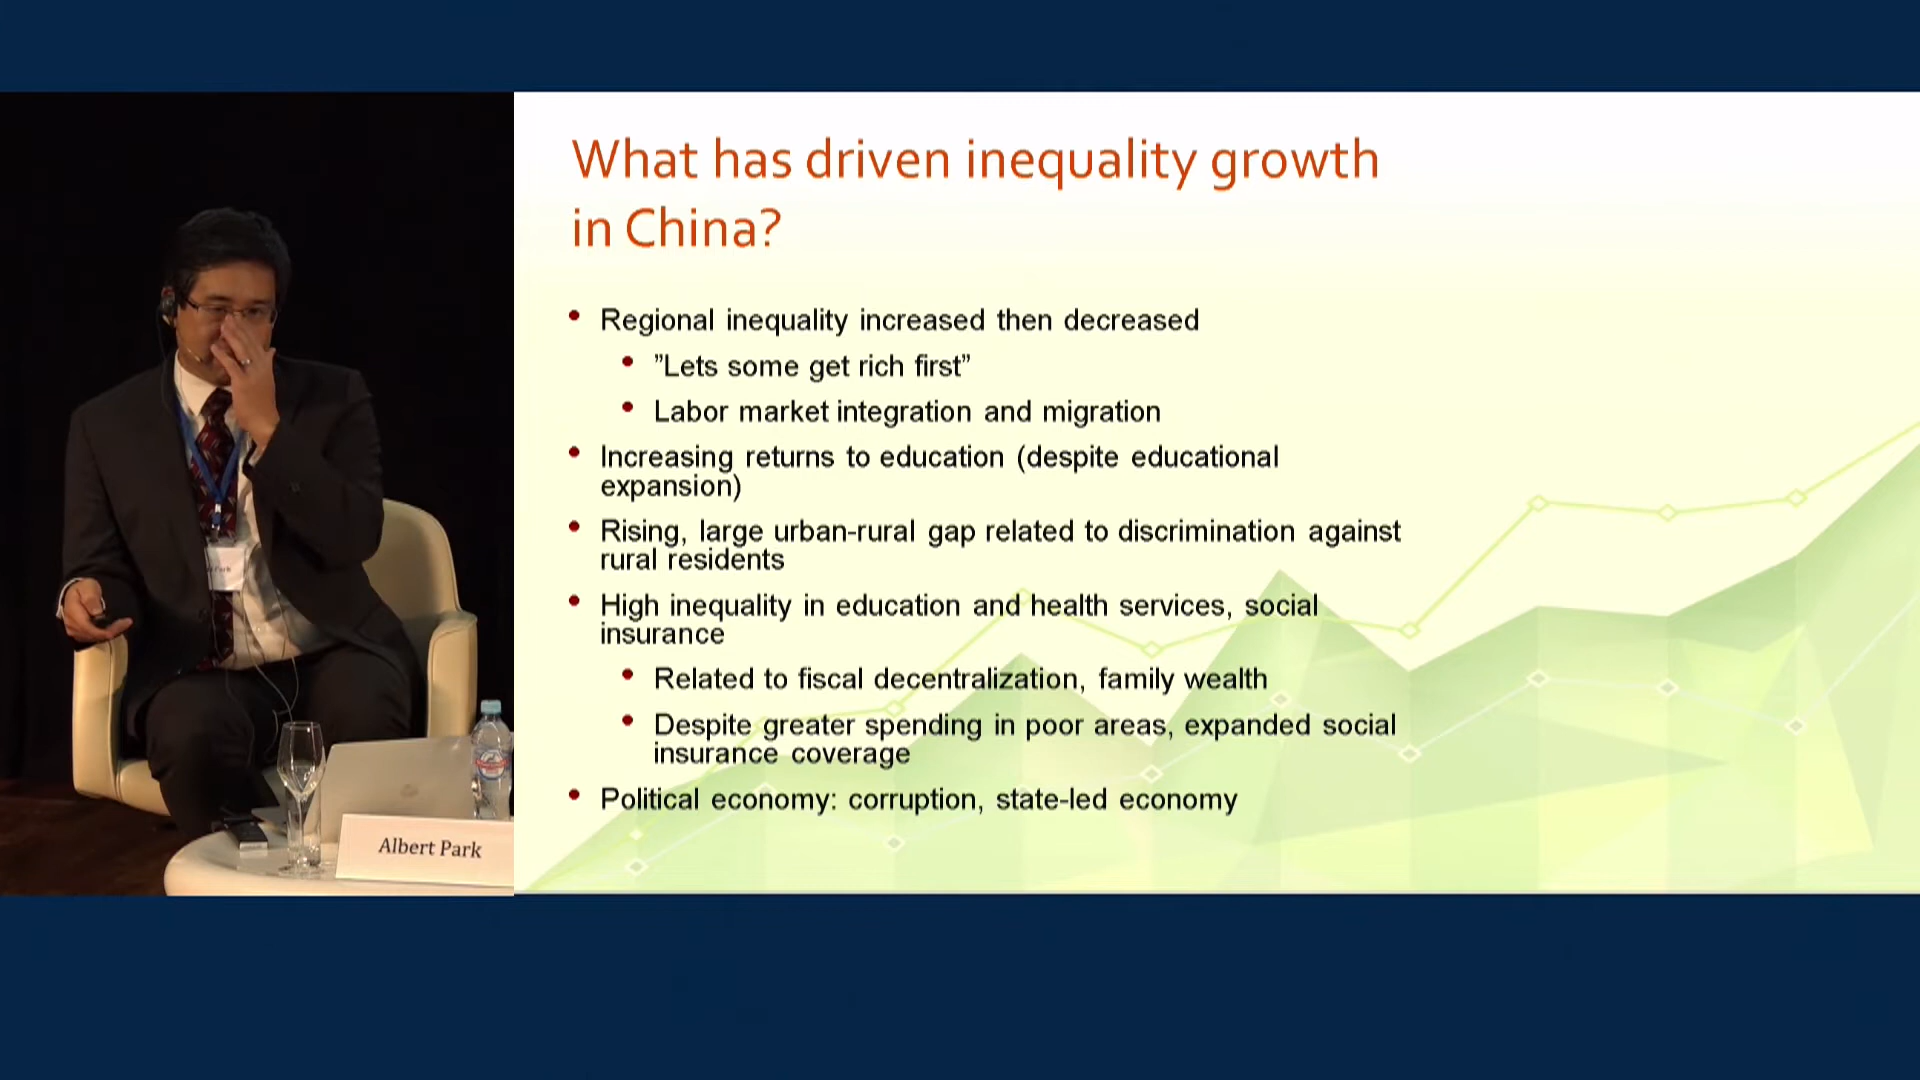 What has driven inequality growth
in China?
• Regional inequality increased then decreased
• ”Lets some get rich first”
• Labor market integration and migration
• Increasing returns to education (despite educational
expansion)
• Rising, large urban-rural gap related to discrimination against
rural residents
• High inequality in education and health services, social
insurance
• Related to fiscal decentralization, family wealth
• Despite greater spending in poor areas, expanded social
insurance coverage
• Political economy: corruption, state-led economy
Albert Park